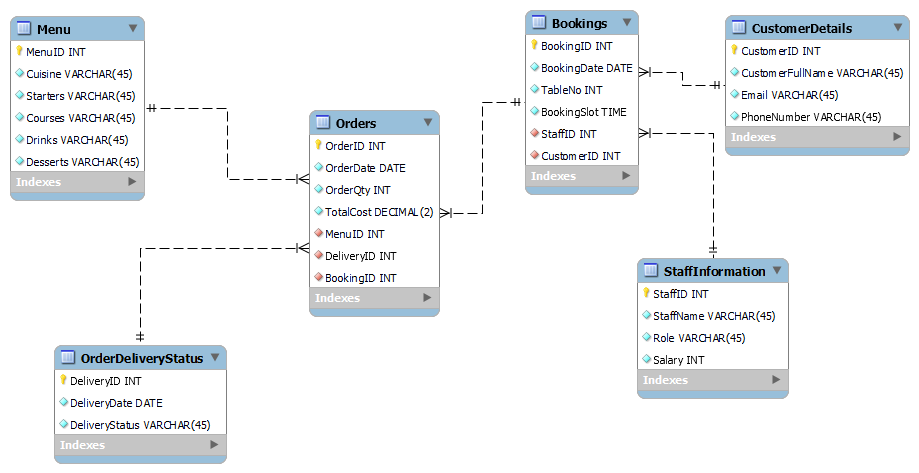 Menu
MenuID INT
Cuisine VARCHAR(45)
Starters VARCHAR(45)
Courses VARCHAR(45)
Drinks VARCHAR(45)
Desserts VARCHAR(45)
Indexes
Orders
OrderID INT
OrderDate DATE
OrderQty INT
TotalCost DECIMAL(2)
MenuID INT
DeliveryID INT
BookingID INT
Indexes
Bookings
BookingID INT
BookingDate DATE
TableNo INT
BookingSlot TIME
StaffID INT
CustomerID INT
Indexes
CustomerDetails
CustomerID INT
CustomerFullName VARCHAR(45)
Email VARCHAR(45)
PhoneNumber VARCHAR(45)
Indexes
StaffInformation
StaffID INT
StaffName VARCHAR(45)
Role VARCHAR(45)
Salary INT
Indexes
OrderDeliveryStatus
DeliveryID INT
DeliveryDate DATE
DeliveryStatus VARCHAR(45)
Indexes